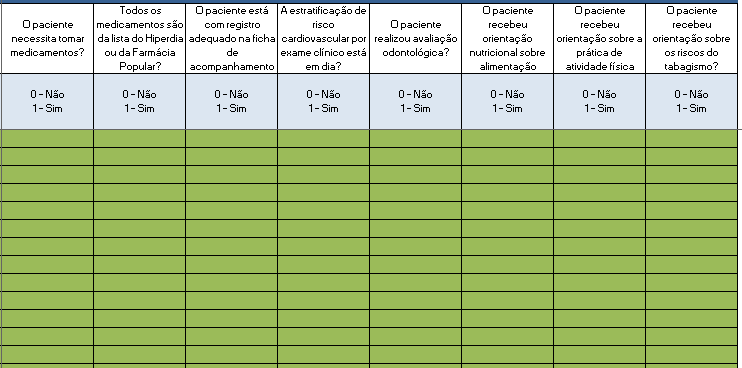 O paciente
necessita tomar
medicamentos?
Todos os
medicamentos são
da lista do Hiperdia
ou da Farmácia
Popular?
O paciente está
com registro
adequado na ficha
de
acompanhamento
A estratificação de
risco
cardiovascular por
exame clínico está
em dia?
O paciente
realizou avaliação
odontológica?
O paciente
recebeu
orientação
nutricional sobre
alimentação
O paciente
recebeu
orientação sobre a
prática de
atividade física
O paciente
recebeu
orientação sobre
os riscos do
tabagismo?
0 - Não
1 - Sim
0 - Não
1 - Sim
0 - Não
1 - Sim
0 - Não
1 - Sim
0 - Não
1 - Sim
0 - Não
1 - Sim
0 - Não
1 - Sim
0 - Não
1 - Sim